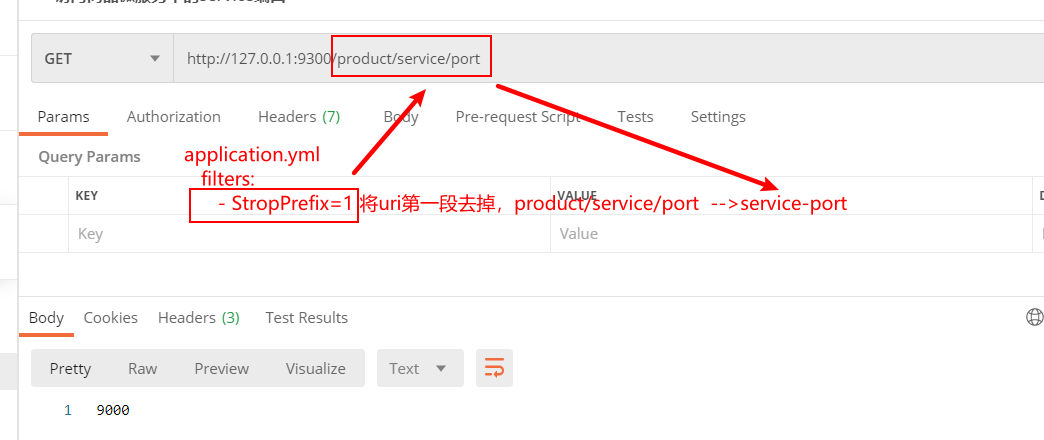 GET http://127.0.0.1:9300/product/service/port
Params Authorization Headers (7) Body Pre-request Script Tests Settings
Query Params
application.yml
filters:
KEY VALUE
- StropPrefix=1 将uri第一段去掉，product/service/port -->service-port
Key Value
Body Cookies Headers (3) Test Results
Pretty Raw Preview Visualize Text
1 9000